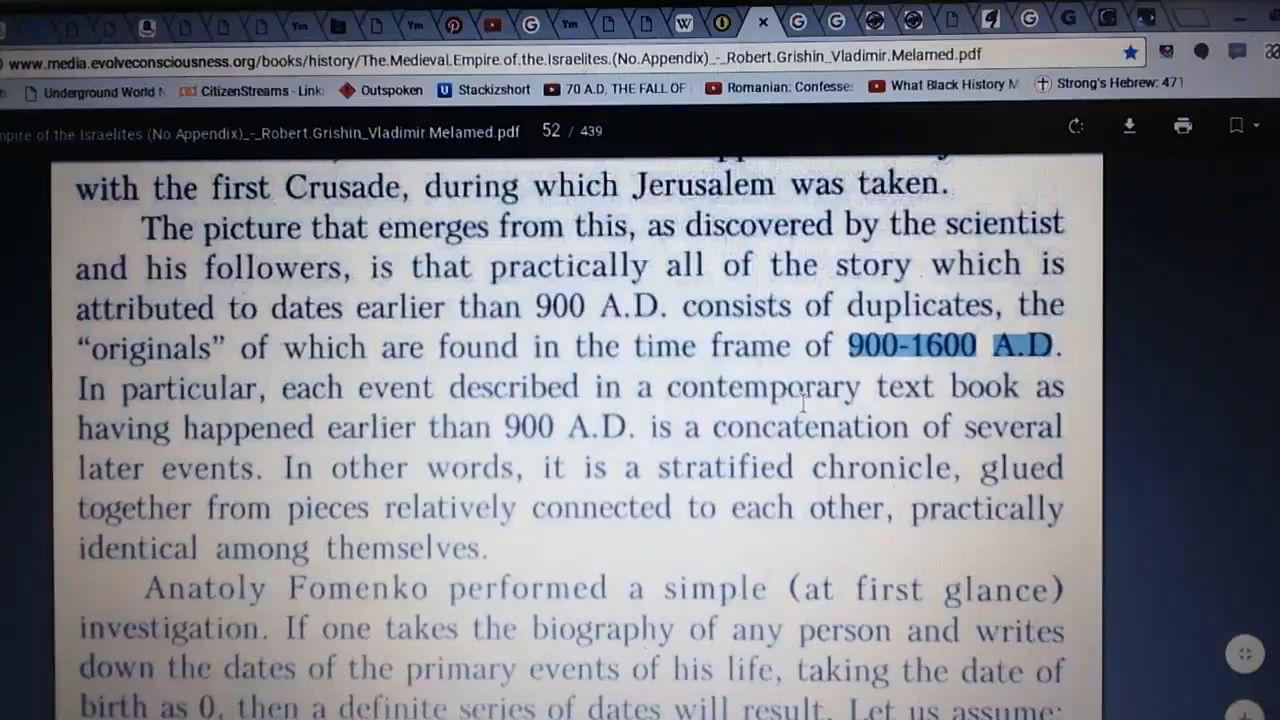 www.media.evolveconsciousness.org/books/history/The.Medieval.Empire.of.the.Israelites.(No.Appendix)_-_Robert.Grishin_Vladimir.Melamed.pdf
Underground World CitizenStreams - Link Outspoken Stackizshort 70 A.D, THE FALL OF Romanian: Confesse What Black History M Strong's Hebrew: 471
mpire of the Israelites (No Appendix)_-_Robert.Grishin_Vladimir Melamed.pdf 52 / 439
with the first Crusade, during which Jerusalem was taken.
The picture that emerges from this, as discovered by the scientist
and his followers, is that practically all of the story which is
attributed to dates earlier than 900 A.D. consists of duplicates, the
“originals” of which are found in the time frame of 900-1600 A.D.
In particular, each event described in a contemporary text book as
having happened earlier than 900 A.D. is a concatenation of several
later events. In other words, it is a stratified chronicle, glued
together from pieces relatively connected to each other, practically
identical among themselves.
Anatoly Fomenko performed a simple (at first glance)
investigation. If one takes the biography of any person and writes
down the dates of the primary events of his life, taking the date of
birth as 0, then a definite series of dates will result. Let us assume: